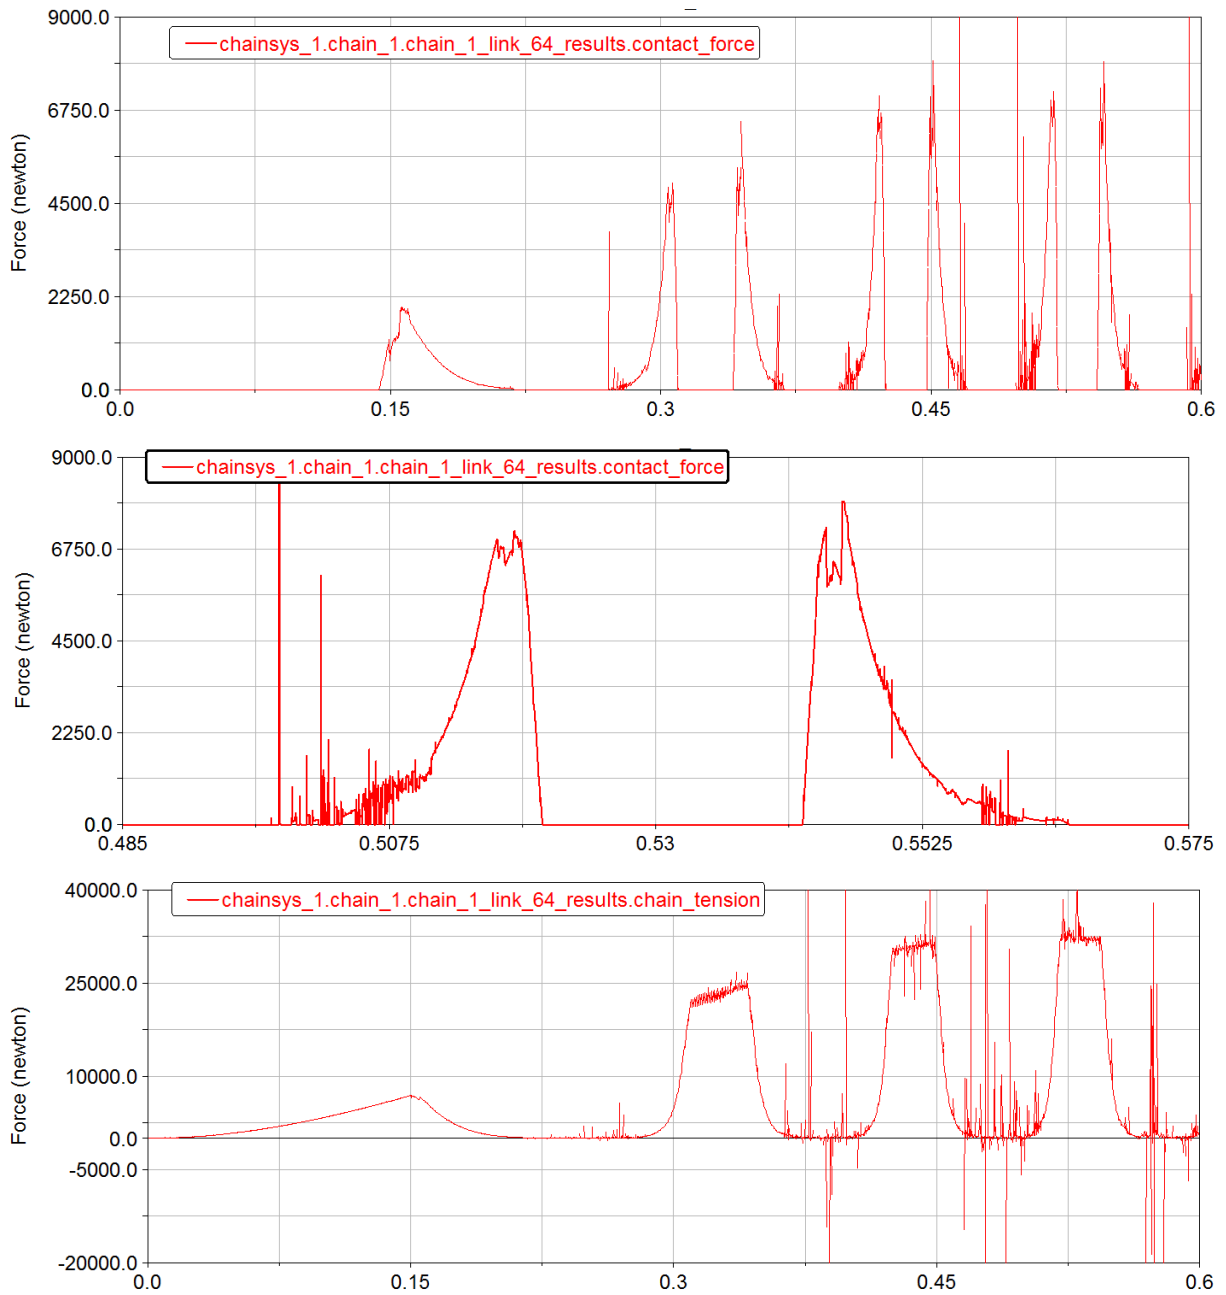 9000.0
chainsys_1.chain_1.chain_1_link_64_results.contact_force
6750.0
Force (newton)
4500.0
2250.0
0.0
0.0 0.15 0.3 0.45 0.6
9000.0
chainsys_1.chain_1.chain_1_link_64_results.contact_force
6750.0
Force (newton)
4500.0
2250.0
0.0
0.485 0.5075 0.53 0.5525 0.575
40000.0
chainsys_1.chain_1.chain_1_link_64_results.chain_tension
25000.0
Force (newton)
10000.0
0.0
-5000.0
-20000.0
0.0 0.15 0.3 0.45 0.6